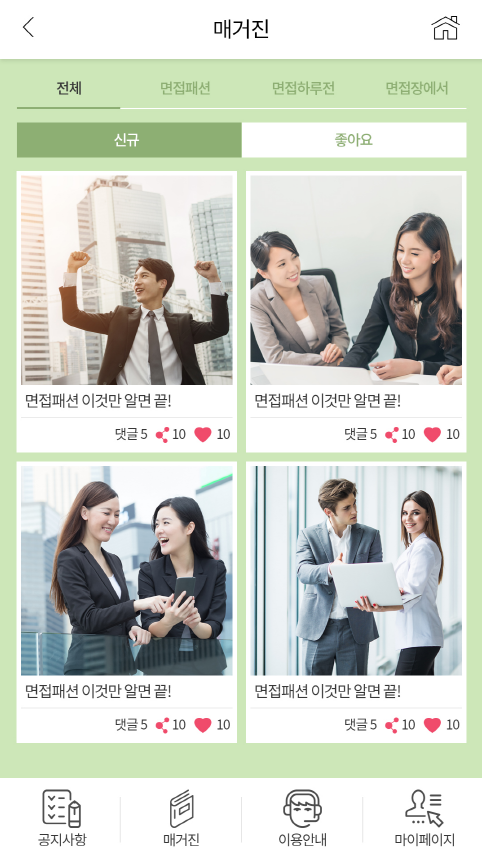 매거진
전체 면접패션 면접하루전 면접장에서
신규 좋아요
면접패션 이것만 알면 끝! 면접패션 이것만 알면 끝!
댓글 5 10 10 댓글 5 10 10
면접패션 이것만 알면 끝! 면접패션 이것만 알면 끝!
댓글 5 10 10 댓글 5 10 10
공지사항 매거진 이용안내 마이페이지